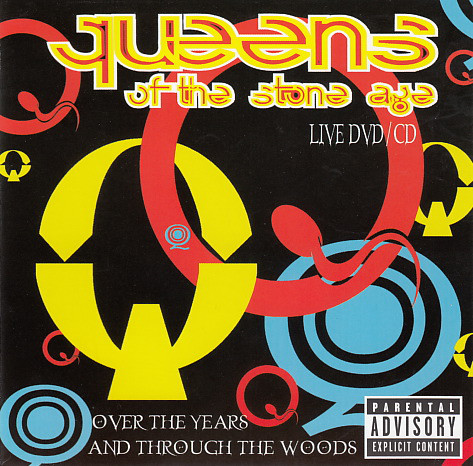 queens
of the stone age
LIVE DVD/CD
OVER THE YEARS
AND THROUGH THE WOODS
PARENTAL
ADVISORY
EXPLICIT CONTENT